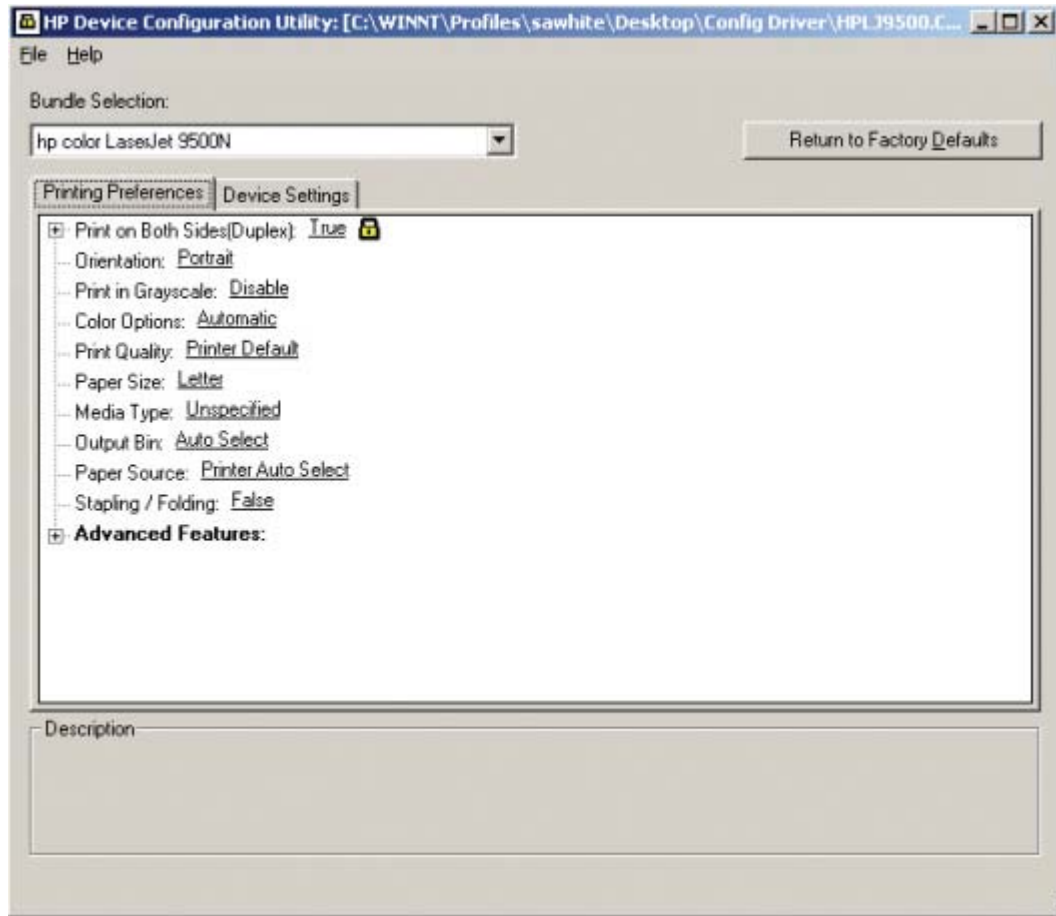 HP Device Configuration Utility: [C:\WINNT\Profiles\sawhite\Desktop\Config Driver\HPLJ9500.C...
File Help
Bundle Selection:
hp color LaserJet 9500N
Return to Factory Defaults
Printing Preferences Device Settings
Print on Both Sides(Duplex): True
Orientation: Portrait
Print in Grayscale: Disable
Color Options: Automatic
Print Quality: Printer Default
Paper Size: Letter
Media Type: Unspecified
Output Bin: Auto Select
Paper Source: Printer Auto Select
Stapling / Folding: False
Advanced Features:
Description